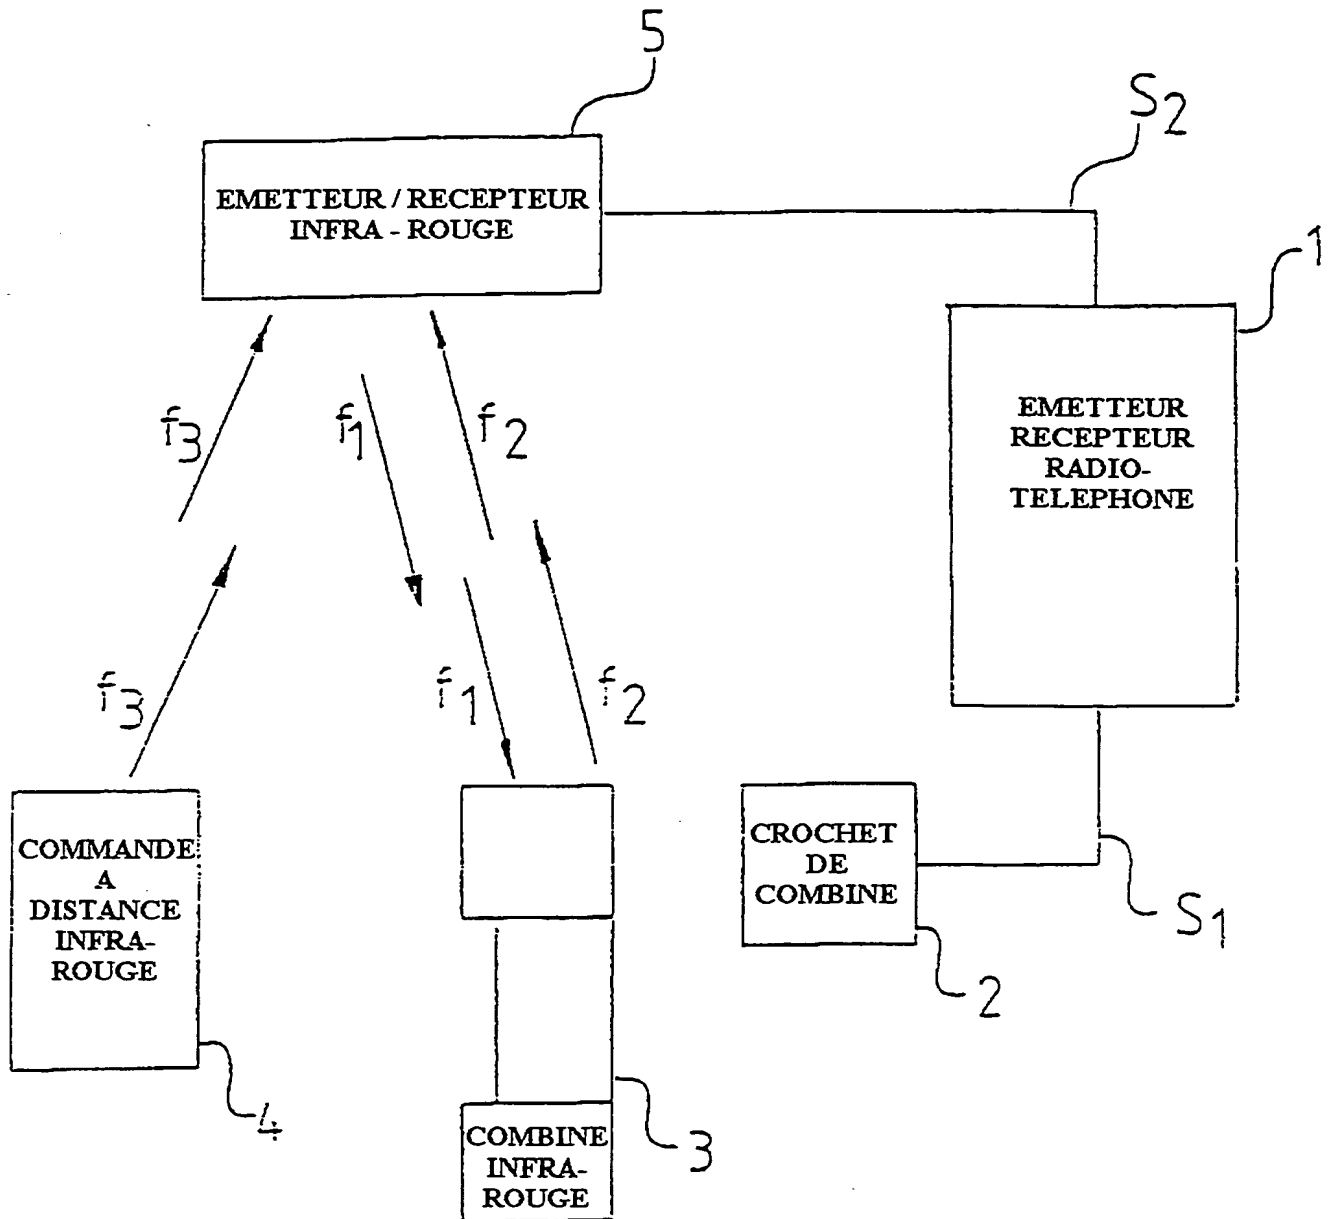 5
S2
EMETTEUR / RECEPTEUR
INFRA - ROUGE
1
EMETTEUR
RECEPTEUR
RADIO-
TELEPHONE
f3
f1
f2
f3
f1
f2
COMMANDE
A
DISTANCE
INFRA-
ROUGE
CROCHET
DE
COMBINE
S1
2
4
3
COMBINE
INFRA-
ROUGE